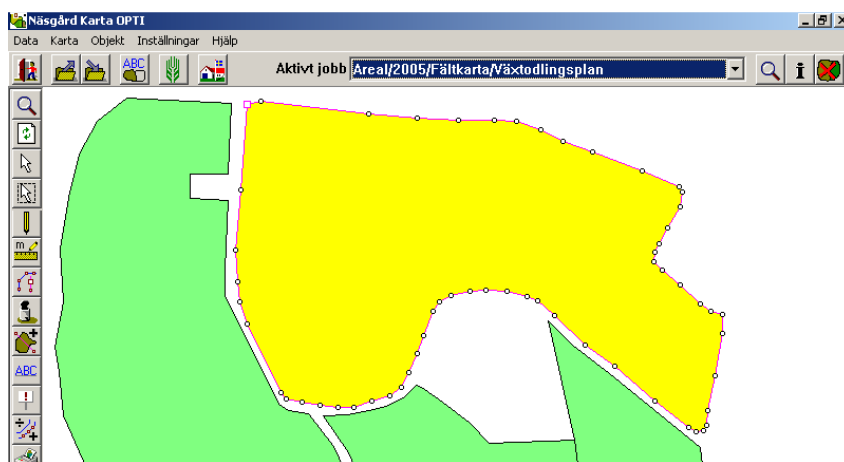 Näsgård Karta OPTI
Data Karta Objekt Inställningar Hjälp
ABC
Aktivt jobb Areal/2005/Fältkarta/Växtodlingsplan
i
m
ABC